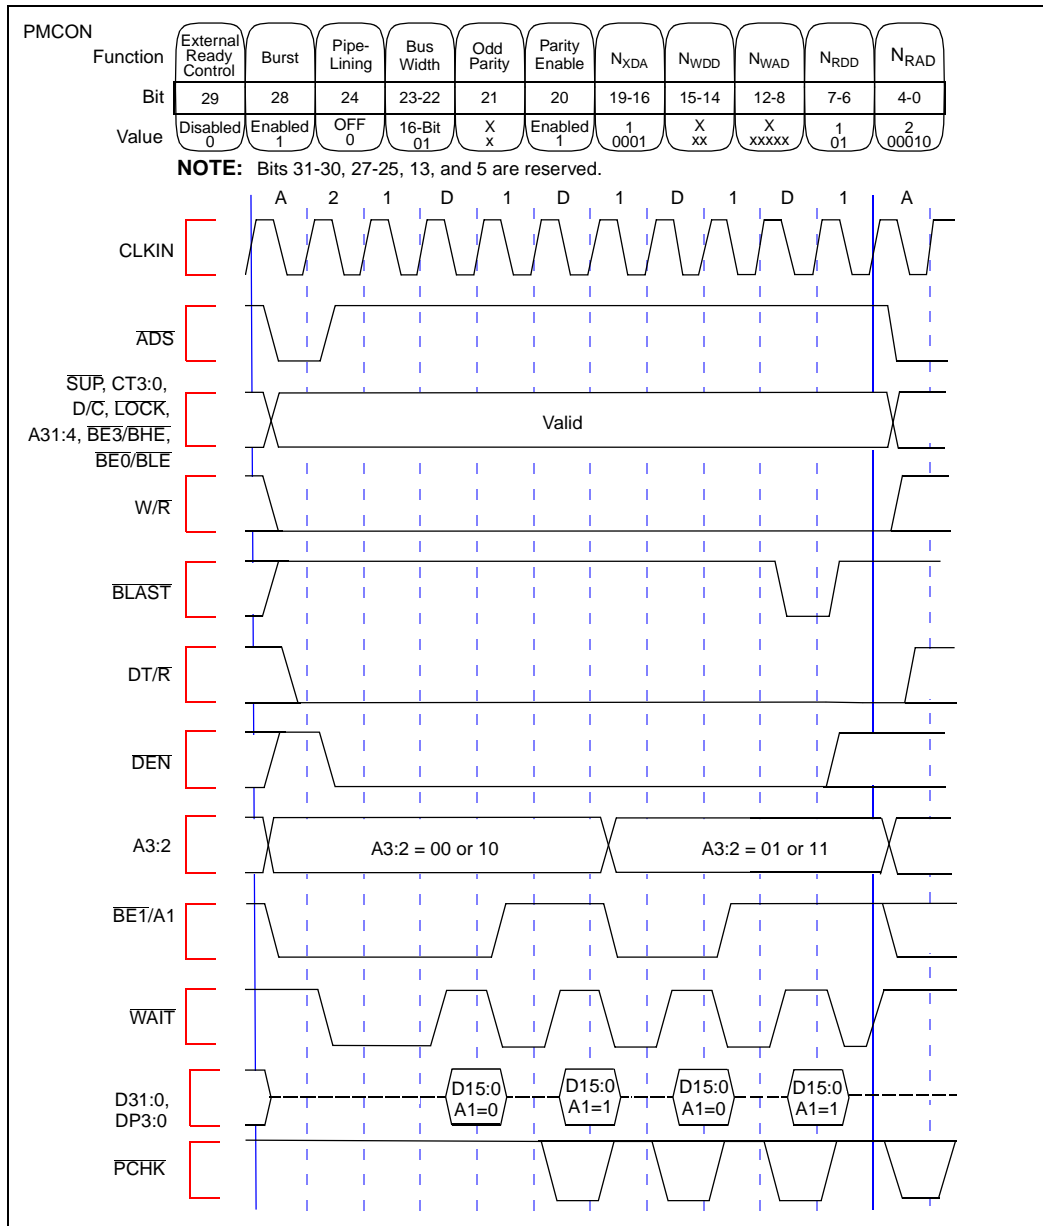 PMCON
Function
External Ready Control
Burst
Pipe-Lining
Bus Width
Odd Parity
Parity Enable
NXDA
NWDD
NWAD
NRDD
NRAD
Bit 29 28 24 23-22 21 20 19-16 15-14 12-8 7-6 4-0
Value
Disabled 0
Enabled 1
OFF 0
16-Bit 01
X x
Enabled 1
1 0001
X xx
X xxxxx
1 01
2 00010
NOTE: Bits 31-30, 27-25, 13, and 5 are reserved.
A 2 1 D 1 D 1 D 1 D 1 A
CLKIN
ADS
SUP, CT3:0,
D/C, LOCK,
A31:4, BE3/BHE,
BE0/BLE
Valid
W/R
BLAST
DT/R
DEN
A3:2
A3:2 = 00 or 10
A3:2 = 01 or 11
BE1/A1
WAIT
D31:0,
DP3:0
D15:0 D15:0 D15:0 D15:0
A1=0 A1=1 A1=0 A1=1
PCHK